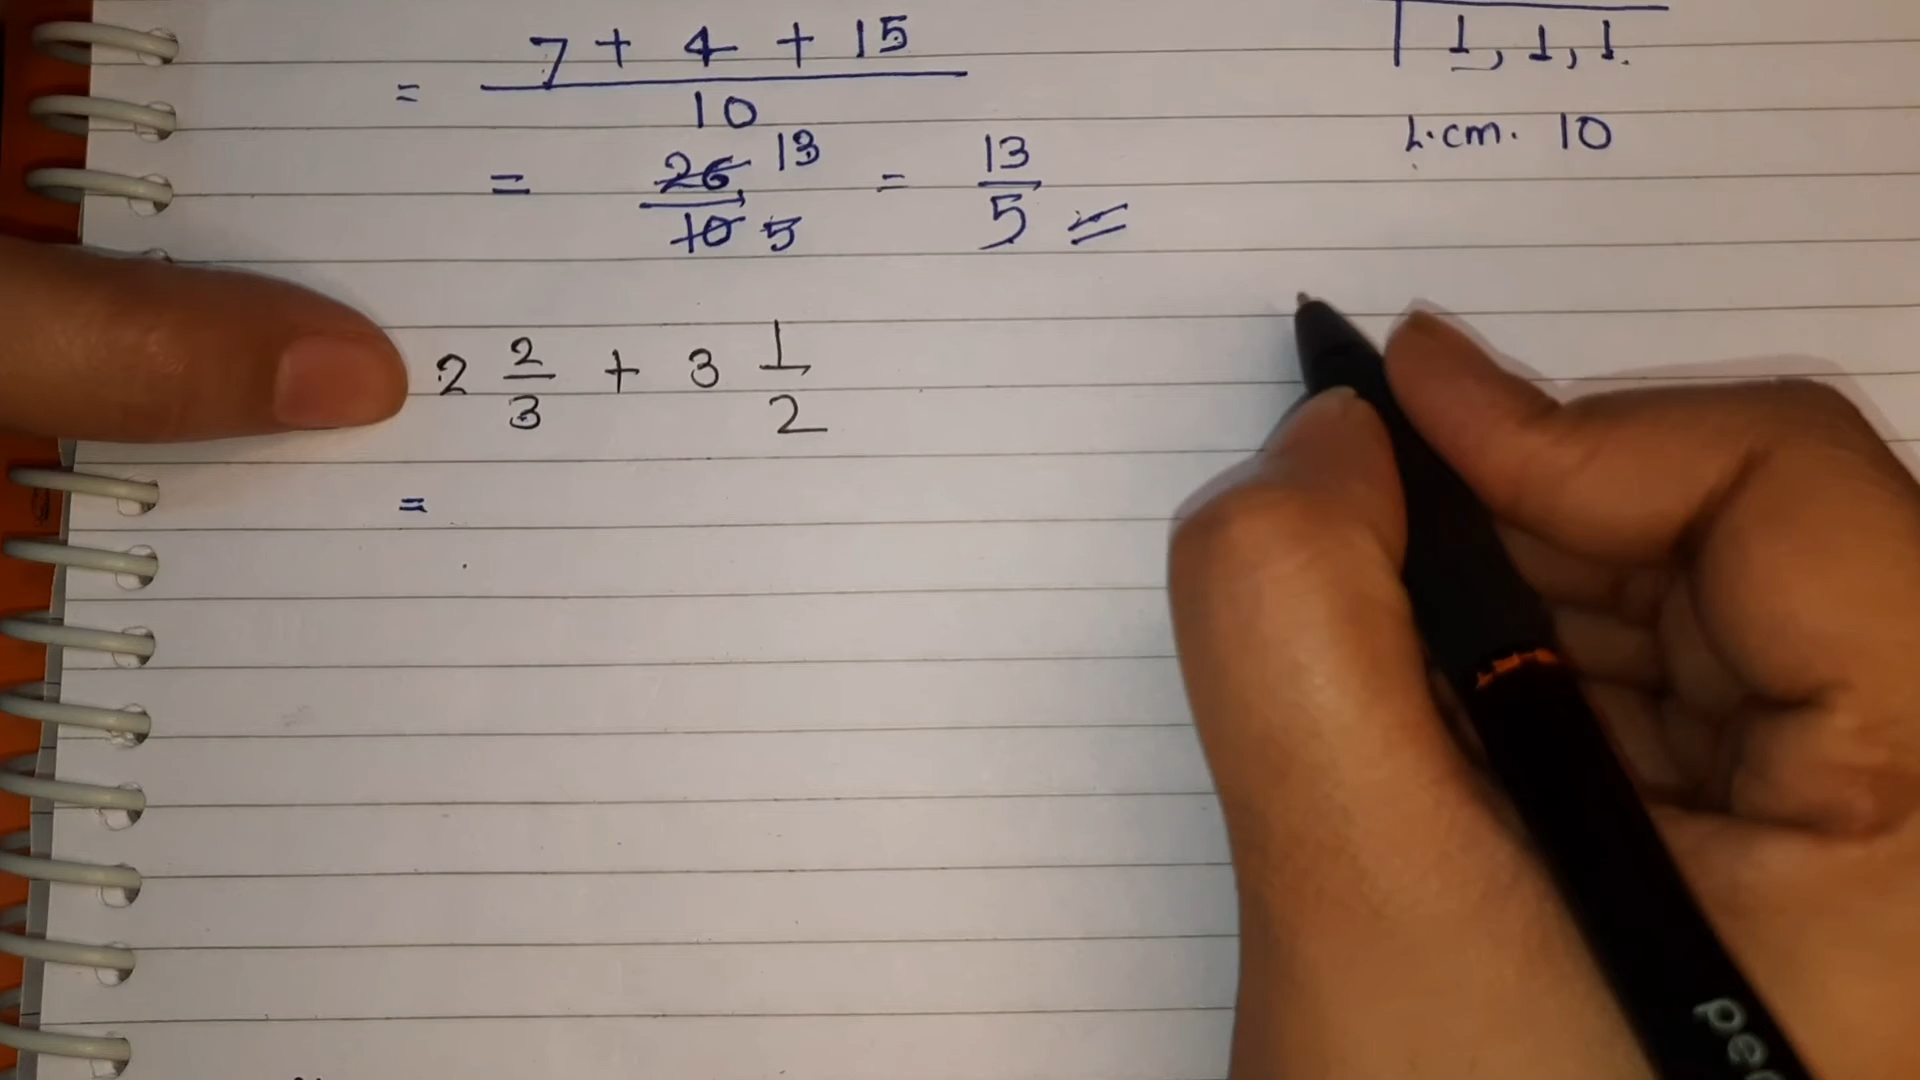 = 7 + 4 + 15 / 10
1, 1, 1.
L.cm. 10
= 26 13 / 10 5 = 13 / 5
2 2/3 + 3 1/2
=